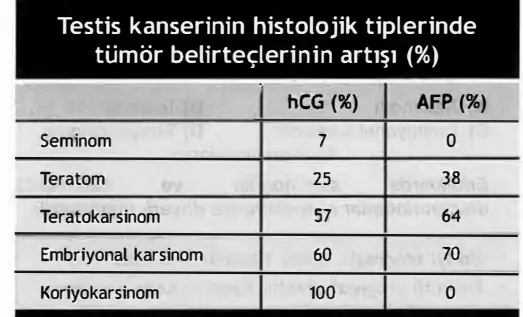 Testis kanserinin histolojik tiplerinde
tümör belirteçlerinin artışı (%)
hCG (%) AFP (%)
Seminom 7 0
Teratom 25 38
Teratokarsinom 57 64
Embriyonal karsinom 60 70
Koriyokarsinom 100 0